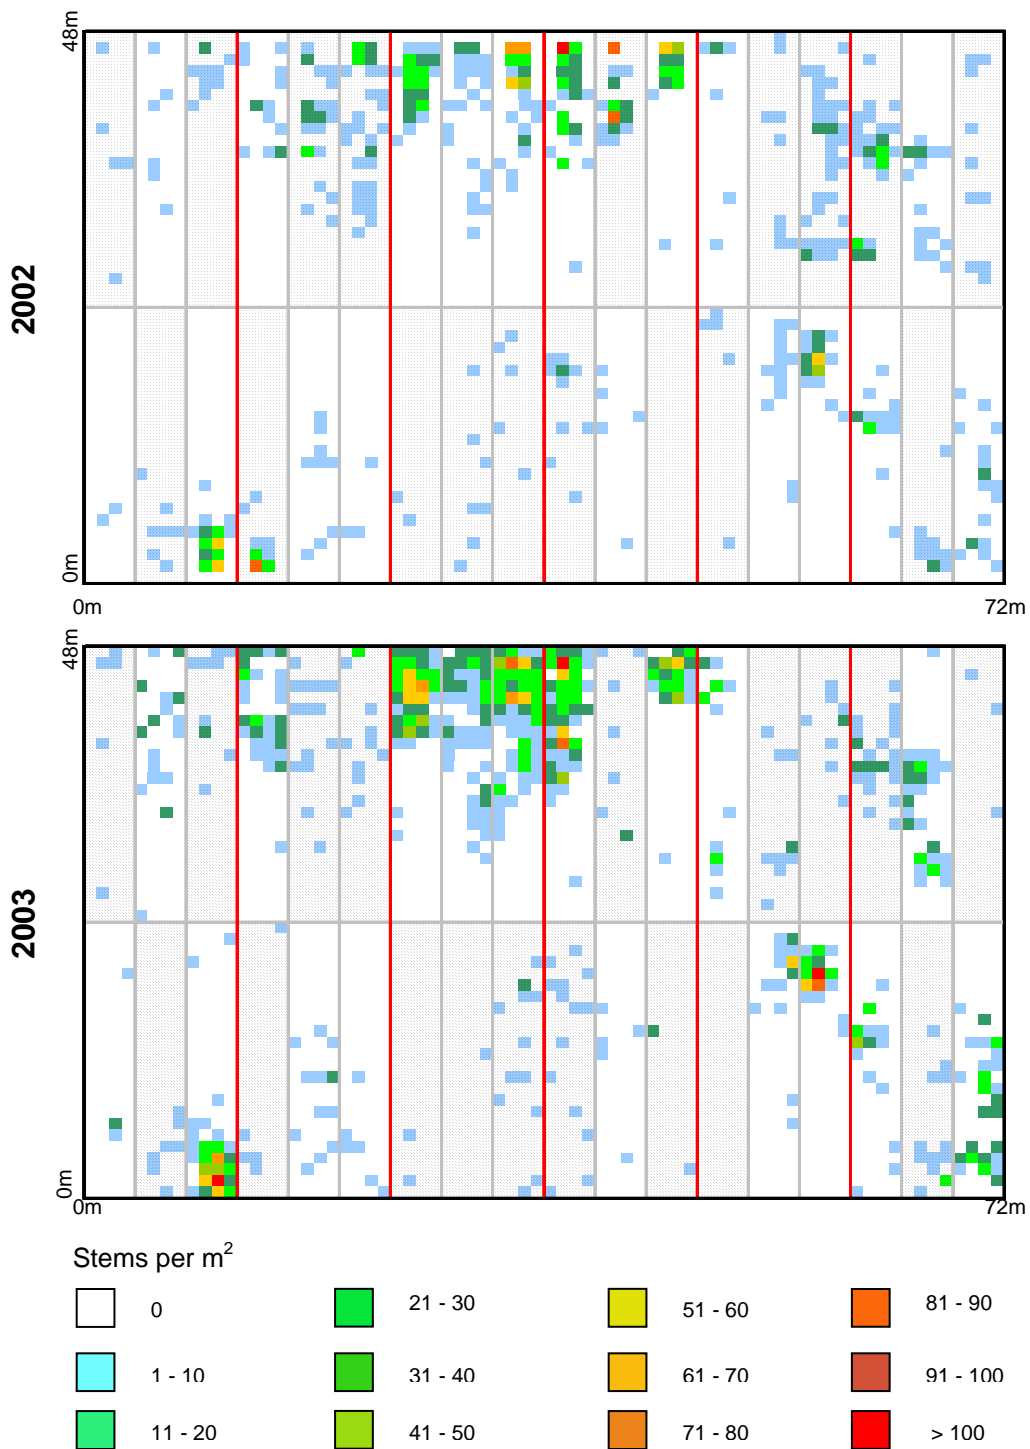 48m
2002
0m
0m 72m
48m
2003
0m
0m 72m
Stems per m²
0 21 - 30 51 - 60 81 - 90
1 - 10 31 - 40 61 - 70 91 - 100
11 - 20 41 - 50 71 - 80 > 100